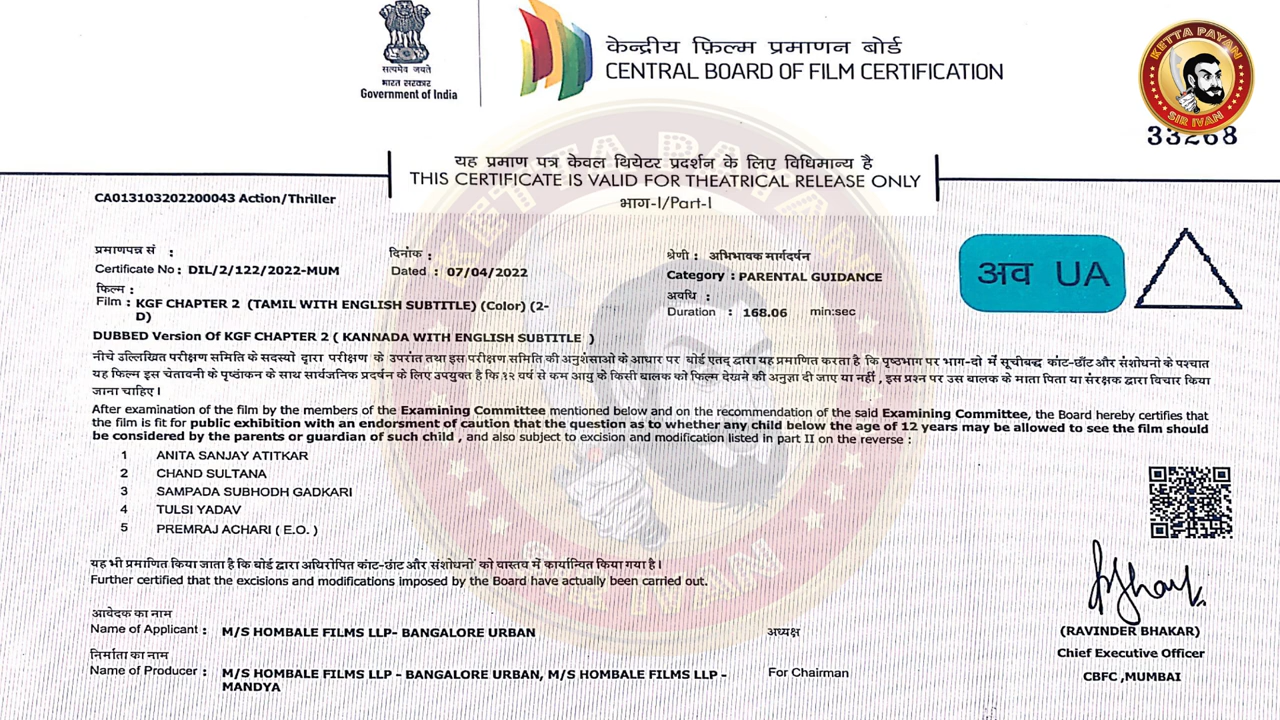 सत्यमेव जयते
भारत सरकार
Government of India
केन्द्रीय फ़िल्म प्रमाणन बोर्ड
CENTRAL BOARD OF FILM CERTIFICATION
KETTA PAYAN
SIR IVAN
33268
यह प्रमाण पत्र केवल थियेटर प्रदर्शन के लिए विधिमान्य है
THIS CERTIFICATE IS VALID FOR THEATRICAL RELEASE ONLY
भाग-I/Part-I
CA013103202200043 Action/Thriller
प्रमाणपत्र सं :
Certificate No : DIL/2/122/2022-MUM
दिनांक :
Dated : 07/04/2022
श्रेणी : अभिभावक मार्गदर्षन
Category : PARENTAL GUIDANCE
अवधि :
Duration : 168.06 min:sec
अव UA
फिल्म :
Film : KGF CHAPTER 2 (TAMIL WITH ENGLISH SUBTITLE) (Color) (2-
D)
DUBBED Version Of KGF CHAPTER 2 ( KANNADA WITH ENGLISH SUBTITLE )
नीचे उल्लिखित परीक्षण समिति के सदस्यो द्वारा परीक्षण के उपरांत तथा इस परीक्षण समिति की अनुशंसाओ के आधार पर बोर्ड एतद् द्वारा यह प्रमाणित करता है कि पृष्ठभाग पर भाग-दो में सूचीबद्ध कांट-छाँट और संशोधनो के पश्चात
यह फिल्म इस चेतावनी के पृष्ठांकन के साथ सार्वजनिक प्रदर्षन के लिए उपयुक्त है कि १२ वर्ष से कम आयु के किसी बालक को फिल्म देखने की अनुज्ञा दी जाए या नहीं , इस प्रश्न पर उस बालक के माता पिता या संरक्षक द्वारा विचार किया
जाना चाहिए।
After examination of the film by the members of the Examining Committee mentioned below and on the recommendation of the said Examining Committee, the Board hereby certifies that
the film is fit for public exhibition with an endorsment of caution that the question as to whether any child below the age of 12 years may be allowed to see the film should
be considered by the parents or guardian of such child , and also subject to excision and modification listed in part II on the reverse :
1 ANITA SANJAY ATITKAR
2 CHAND SULTANA
3 SAMPADA SUBHODH GADKARI
4 TULSI YADAV
5 PREMRAJ ACHARI ( E.O. )
यह भी प्रमाणित किया जाता है कि बोर्ड द्वारा अधिरोपित कांट-छांट और संशोधनों को वास्तव में कार्यान्वित किया गया है।
Further certified that the excisions and modifications imposed by the Board have actually been carried out.
आवेदक का नाम
Name of Applicant : M/S HOMBALE FILMS LLP- BANGALORE URBAN
निर्माता का नाम
Name of Producer : M/S HOMBALE FILMS LLP - BANGALORE URBAN, M/S HOMBALE FILMS LLP -
MANDYA
अध्यक्ष
For Chairman
(RAVINDER BHAKAR)
Chief Executive Officer
CBFC ,MUMBAI
KETTA PAYAN
SIR IVAN